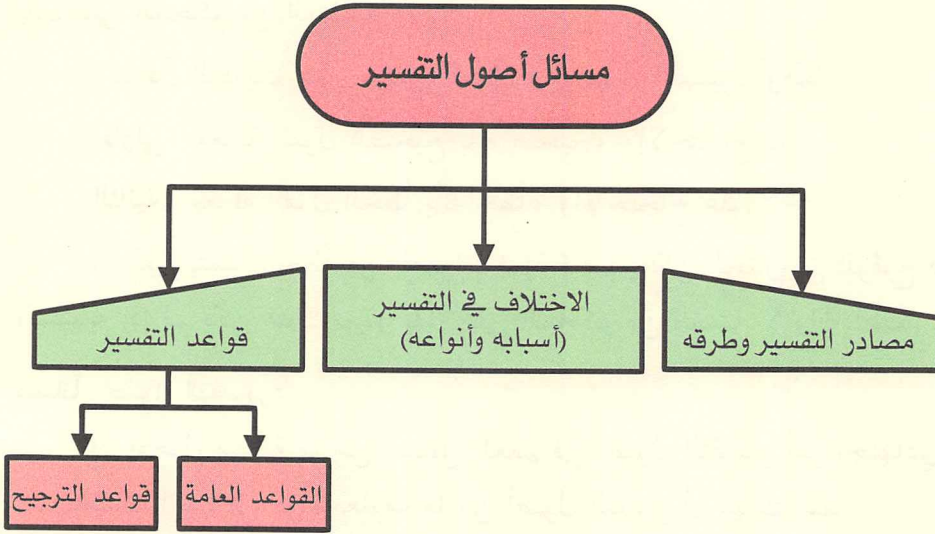 مسائل أصول التفسير
مصادر التفسير وطرقه
الاختلاف في التفسير
(أسبابه وأنواعه)
قواعد التفسير
القواعد العامة
قواعد الترجيح